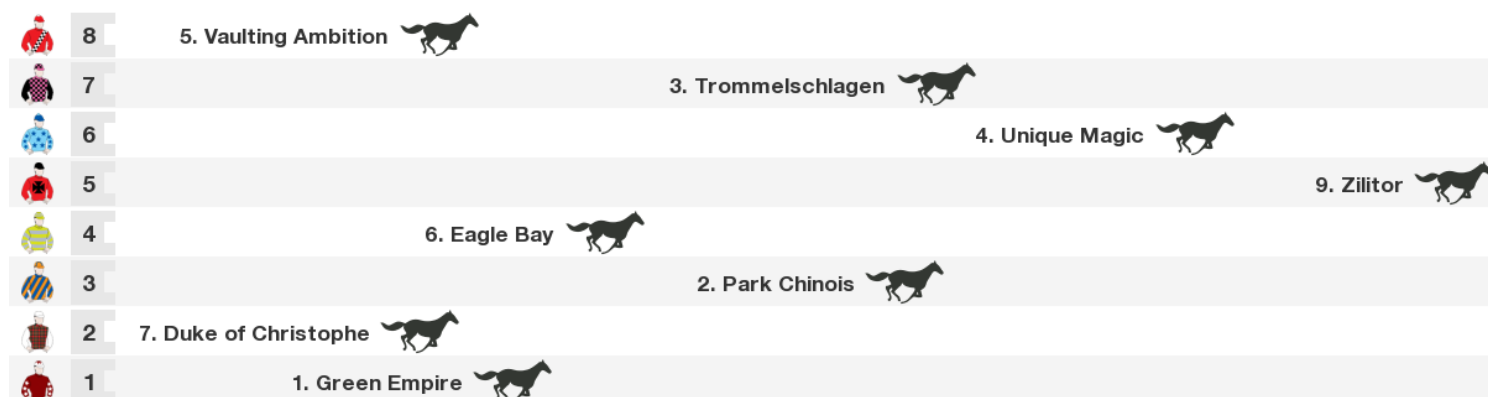 8 5. Vaulting Ambition
7 3. Trommelschlagen
6 4. Unique Magic
5 9. Zilitor
4 6. Eagle Bay
3 2. Park Chinois
2 7. Duke of Christophe
1 1. Green Empire